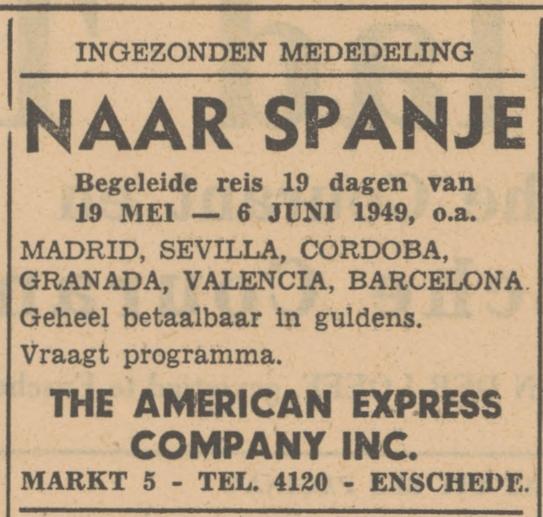 INGEZONDEN MEDEDELING
NAAR SPANJE
Begeleide reis 19 dagen van
19 MEI — 6 JUNI 1949, o.a.
MADRID, SEVILLA, CORDOBA,
GRANADA, VALENCIA, BARCELONA.
Geheel betaalbaar in guldens.
Vraagt programma.
THE AMERICAN EXPRESS
COMPANY INC.
MARKT 5 - TEL. 4120 - ENSCHEDE.